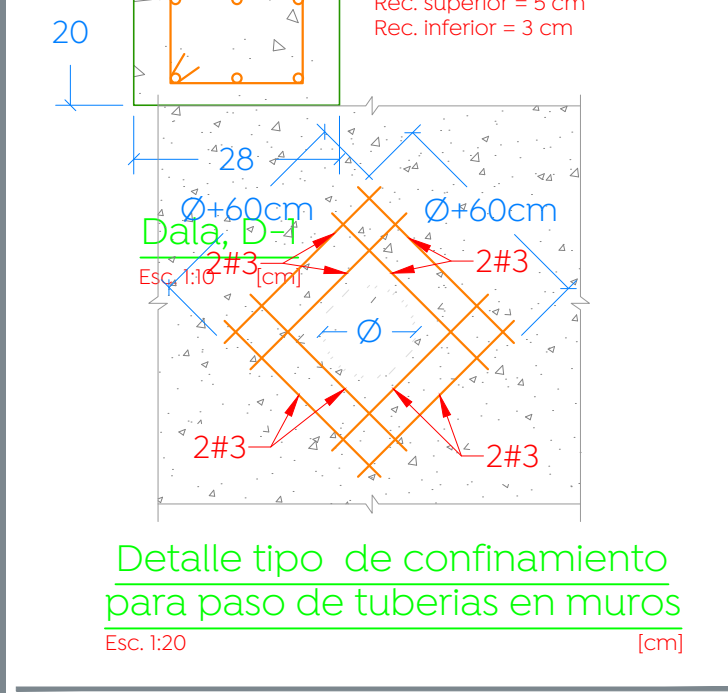 Rec. superior = 5 cm
Rec. inferior = 3 cm
20
28
Ø+60cm
Ø+60cm
Dala, D-1
Esc. 1:10 [cm]
2#3
2#3
Ø
2#3
2#3
Detalle tipo de confinamiento
para paso de tuberias en muros
Esc. 1:20 [cm]